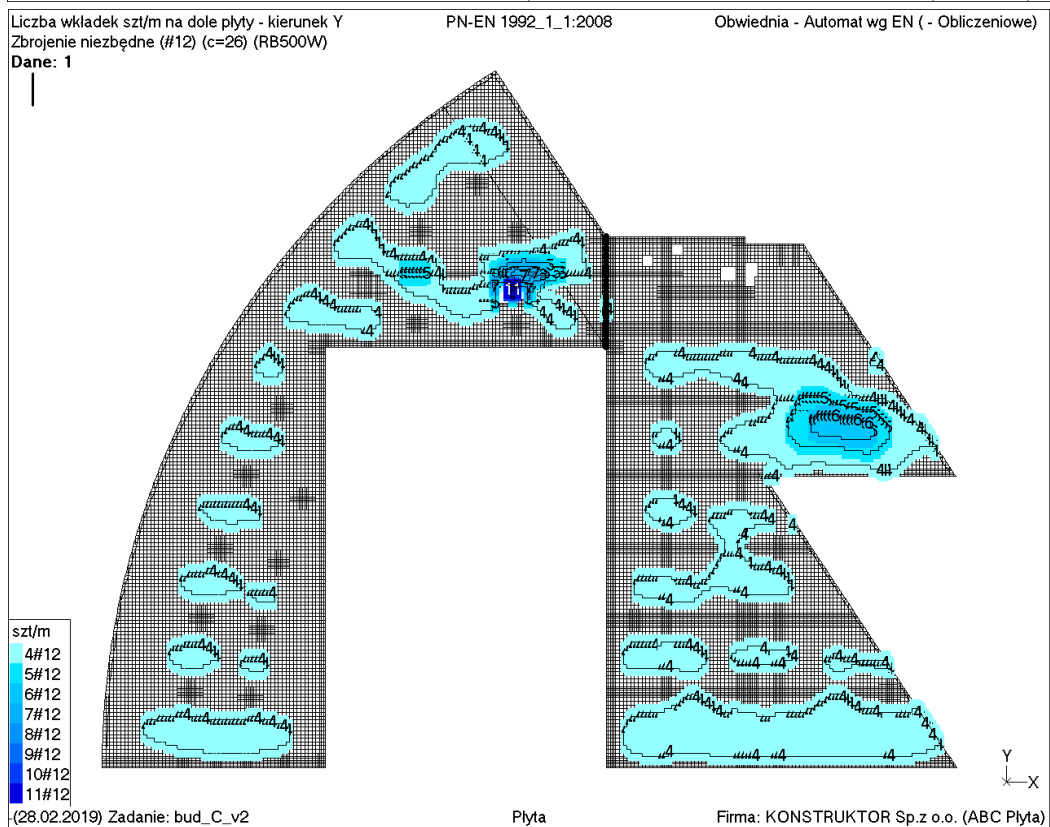 Liczba wkładek szt/m na dole płyty - kierunek Y PN-EN 1992_1_1:2008 Obwiednia - Automat wg EN ( - Obliczeniowe)
Zbrojenie niezbędne (#12) (c=26) (RB500W)
Dane: 1
11
szt/m
4#12
5#12
6#12
7#12
8#12
9#12
10#12
11#12
Y
X
(28.02.2019) Zadanie: bud_C_v2 Płyta Firma: KONSTRUKTOR Sp.z o.o. (ABC Płyta)